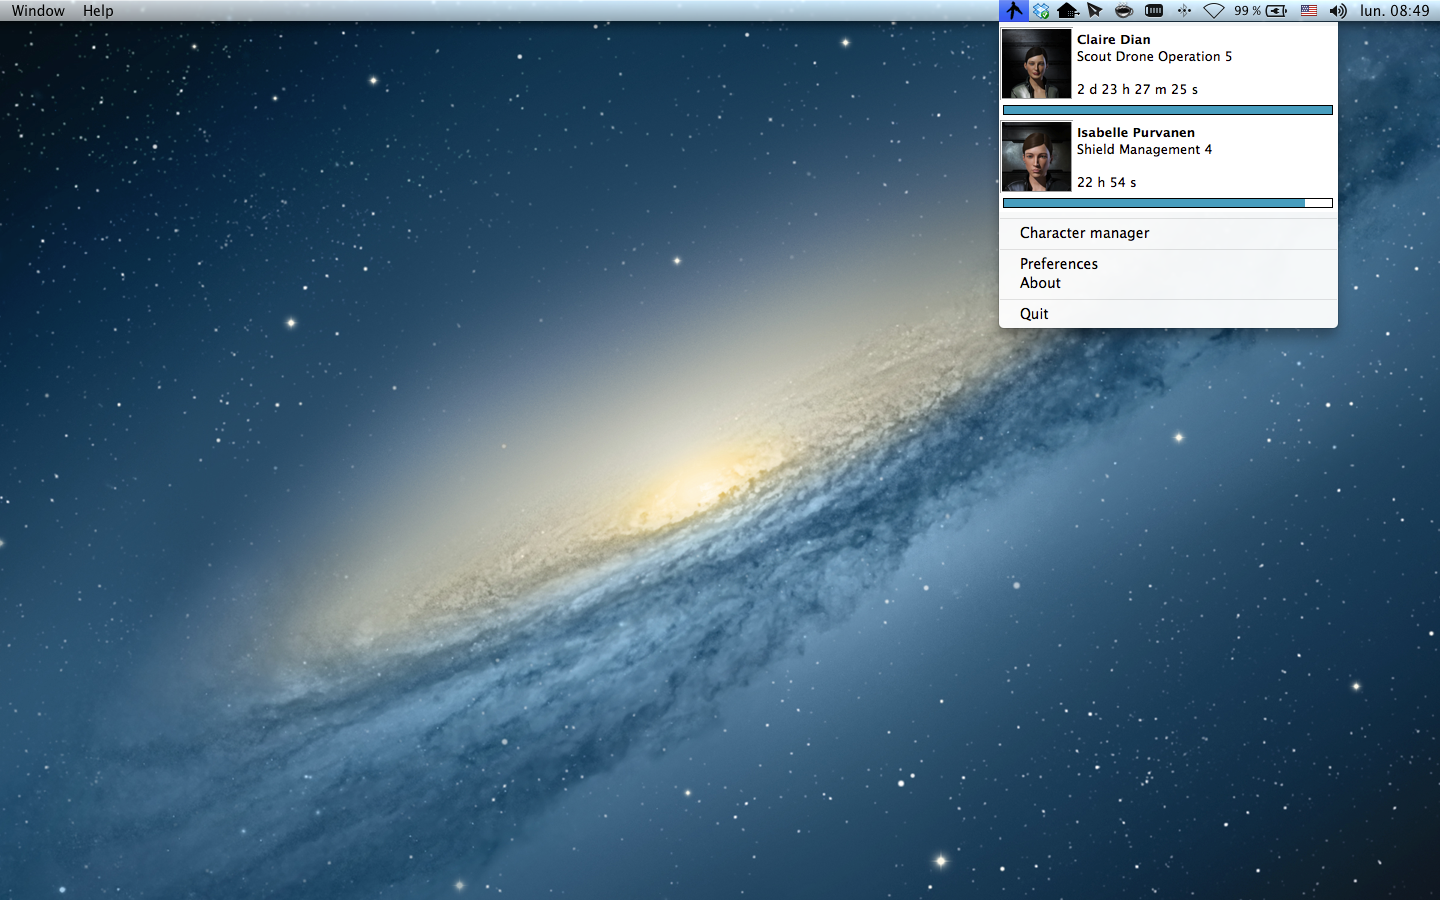 Window Help 99% lun. 08:49
Claire Dian
Scout Drone Operation 5
2 d 23 h 27 m 25 s
Isabelle Purvanen
Shield Management 4
22 h 54 s
Character manager
Preferences
About
Quit